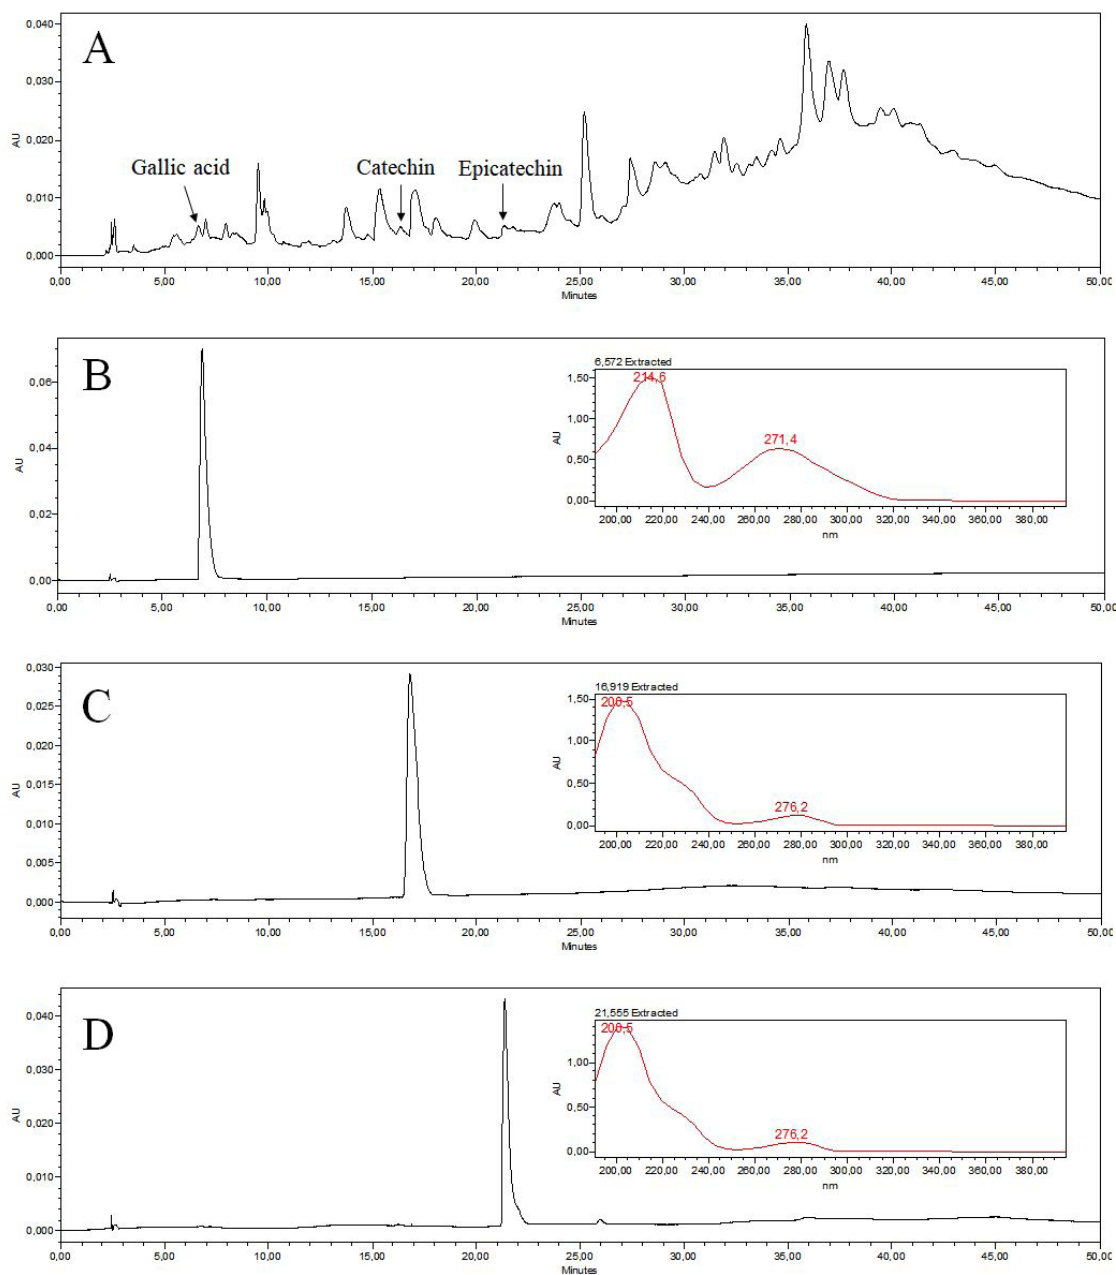 A
0,040
0,030
0,020
0,010
0,000
AU
Gallic acid
Catechin
Epicatechin
0,00 5,00 10,00 15,00 20,00 25,00 30,00 35,00 40,00 45,00 50,00
Minutes
B
0,06
0,04
0,02
0,00
AU
0,00 5,00 10,00 15,00 20,00 25,00 30,00 35,00 40,00 45,00 50,00
Minutes
6,572 Extracted
214,6
271,4
1,50
1,00
0,50
0,00
AU
200,00 220,00 240,00 260,00 280,00 300,00 320,00 340,00 360,00 380,00
nm
C
0,030
0,025
0,020
0,015
0,010
0,005
0,000
AU
0,00 5,00 10,00 15,00 20,00 25,00 30,00 35,00 40,00 45,00 50,00
Minutes
16,919 Extracted
200,5
276,2
1,50
1,00
0,50
0,00
AU
200,00 220,00 240,00 260,00 280,00 300,00 320,00 340,00 360,00 380,00
nm
D
0,040
0,030
0,020
0,010
0,000
AU
0,00 5,00 10,00 15,00 20,00 25,00 30,00 35,00 40,00 45,00 50,00
Minutes
21,555 Extracted
200,5
276,2
1,00
0,50
0,00
AU
200,00 220,00 240,00 260,00 280,00 300,00 320,00 340,00 360,00 380,00
nm